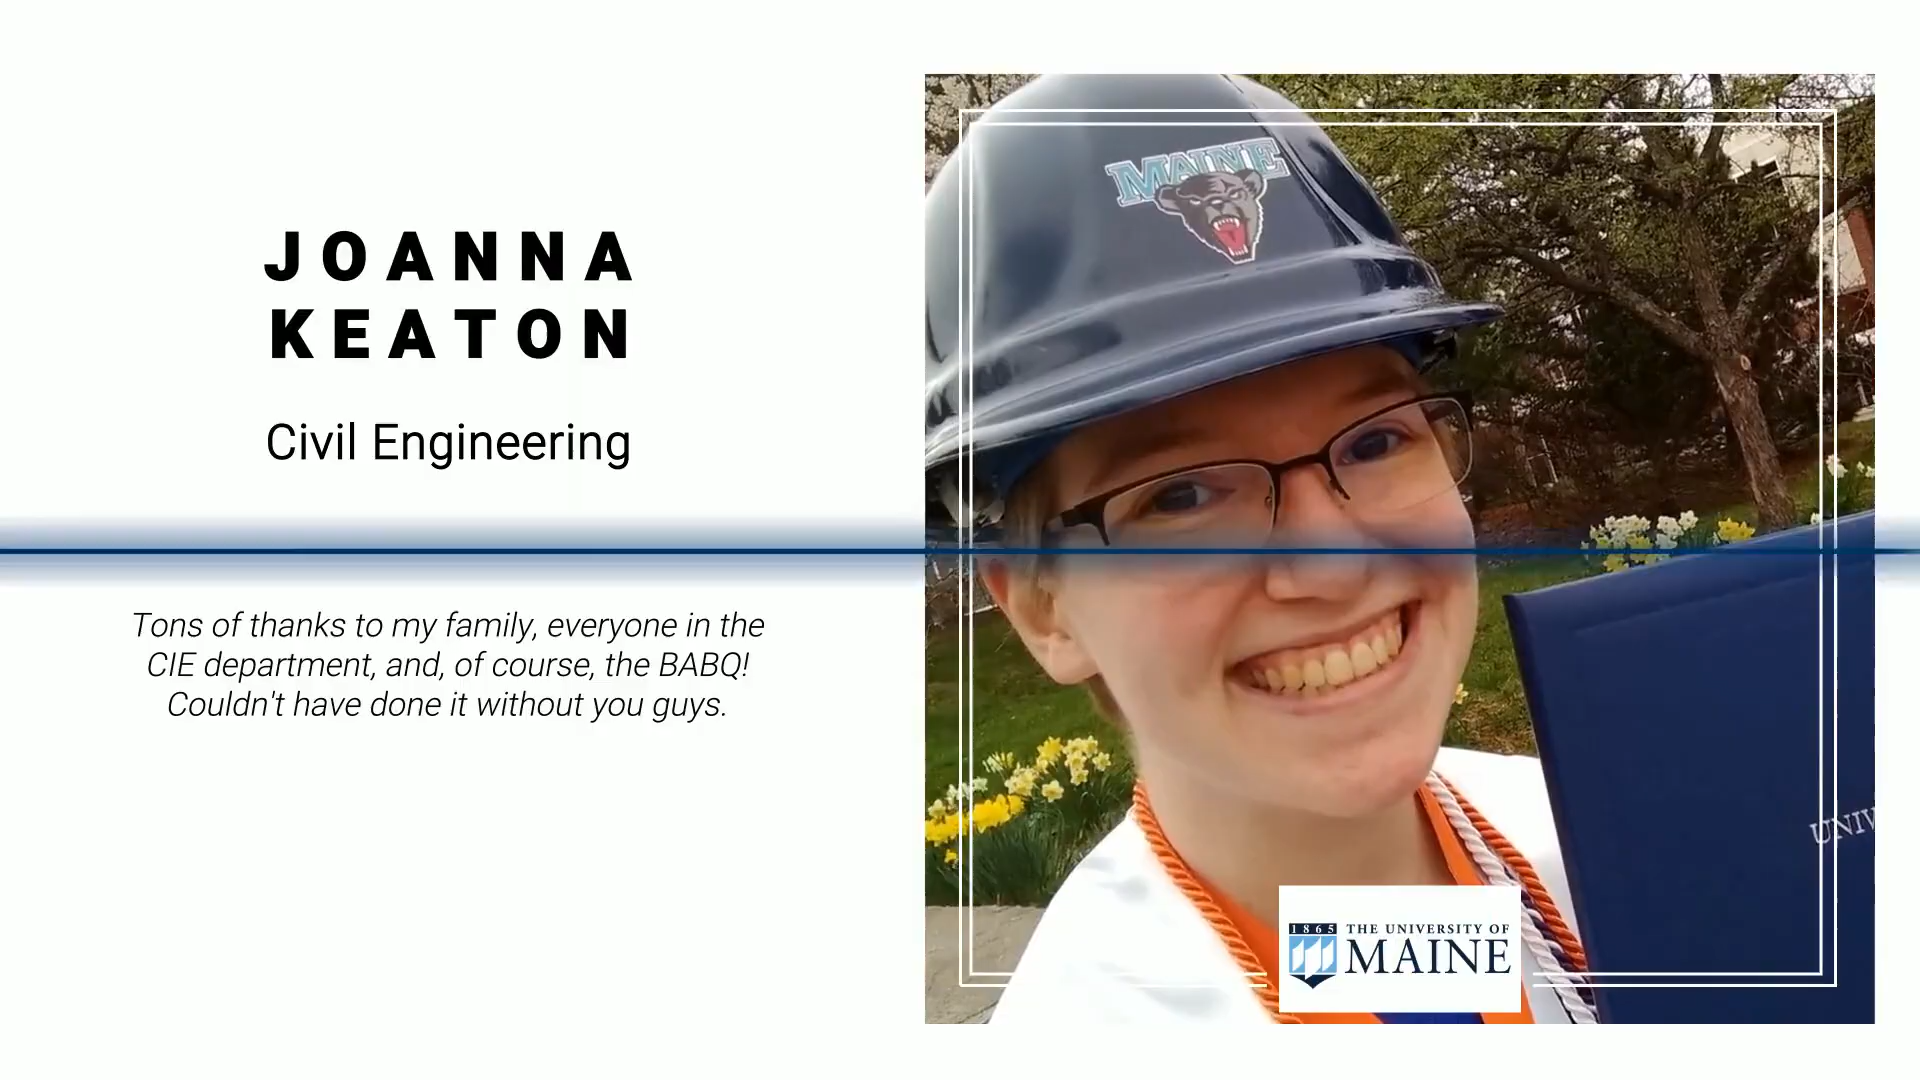 JOANNA
KEATON
Civil Engineering
Tons of thanks to my family, everyone in the
CIE department, and, of course, the BABQ!
Couldn't have done it without you guys.
MAINE
UNIV
1865
THE UNIVERSITY OF
MAINE